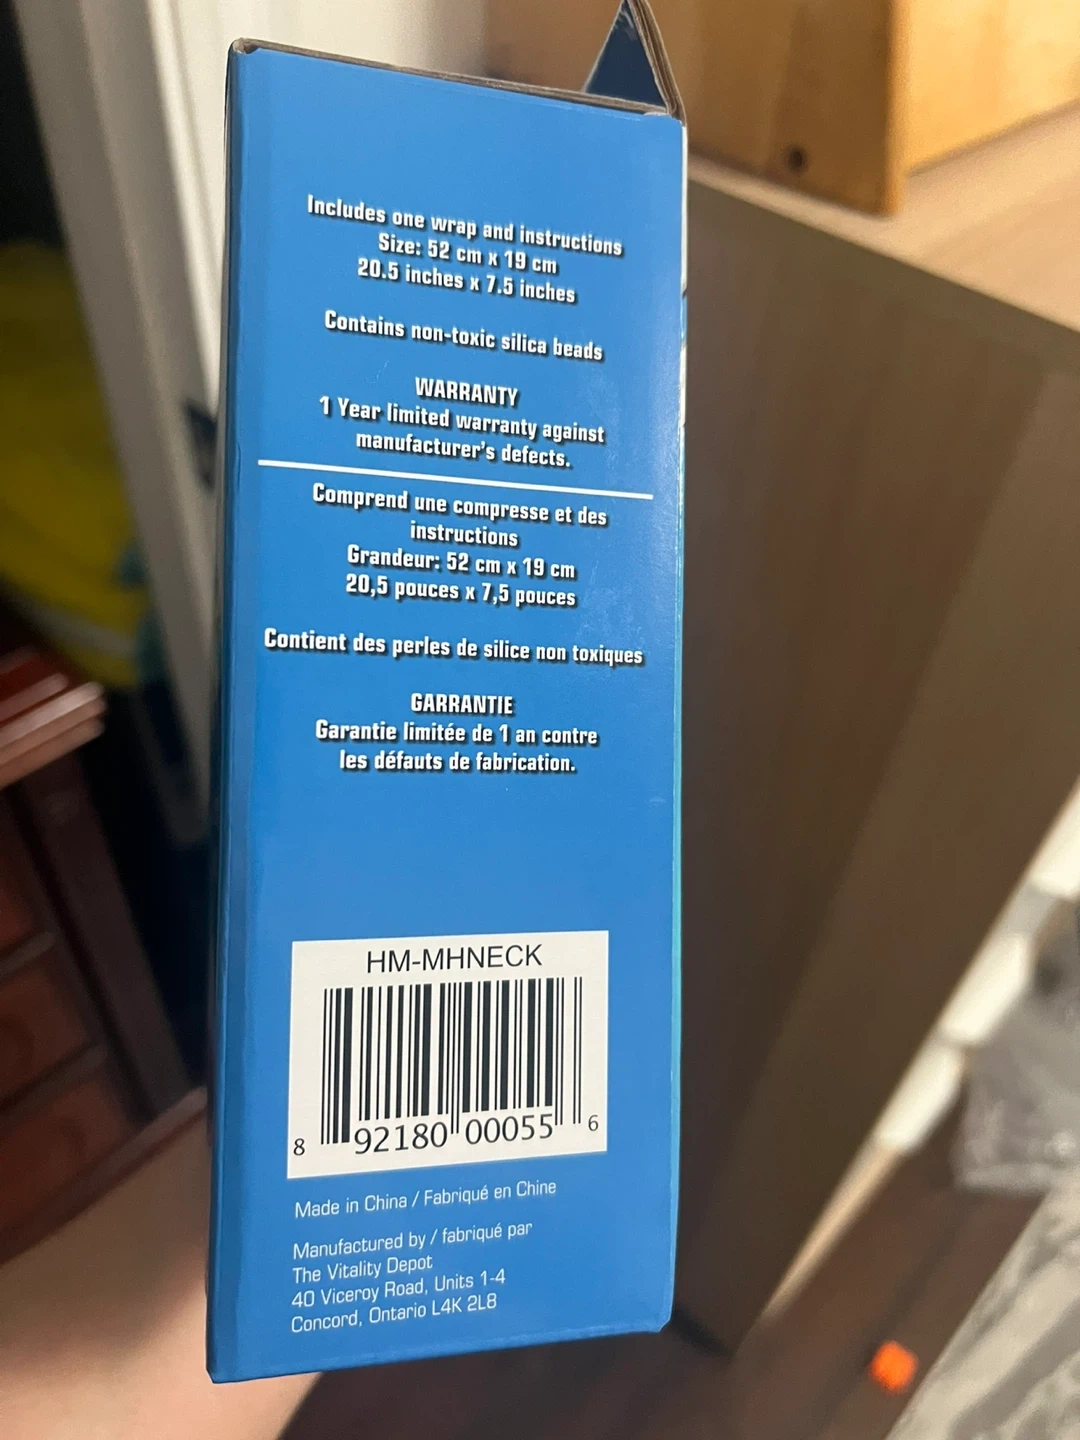 Includes one wrap and instructions
Size: 52 cm x 19 cm
20.5 inches x 7.5 inches
Contains non-toxic silica beads
WARRANTY
1 Year limited warranty against
manufacturer's defects.
Comprend une compresse et des
instructions
Grandeur: 52 cm x 19 cm
20,5 pouces x 7,5 pouces
Contient des perles de silice non toxiques
GARRANTIE
Garantie limitée de 1 an contre
les défauts de fabrication.
HM-MHNECK
8 92180 00055 6
Made in China / Fabriqué en Chine
Manufactured by / fabriqué par
The Vitality Depot
40 Viceroy Road, Units 1-4
Concord, Ontario L4K 2L8